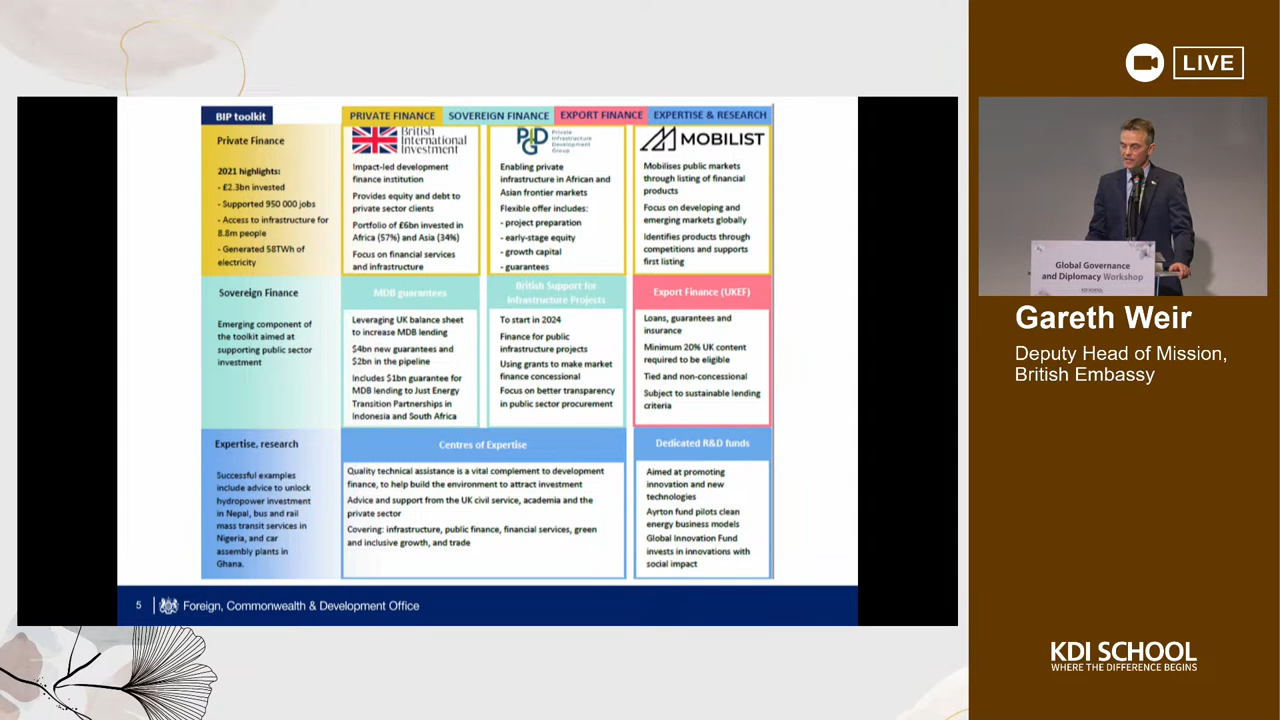 BIP toolkit
PRIVATE FINANCE
SOVEREIGN FINANCE
EXPORT FINANCE
EXPERTISE & RESEARCH
Private Finance
2021 highlights:
- £2.3bn invested
- Supported 950 000 jobs
- Access to infrastructure for
8.8m people
- Generated 58TWh of
electricity
British
International
Investment
Impact-led development
finance institution
Provides equity and debt to
private sector clients
Portfolio of £6bn invested in
Africa (57%) and Asia (34%)
Focus on financial services
and infrastructure
PIDG
Private
Infrastructure
Development
Group
Enabling private
infrastructure in African and
Asian frontier markets
Flexible offer includes:
- project preparation
- early-stage equity
- growth capital
- guarantees
MOBILIST
Mobilises public markets
through listing of financial
products
Focus on developing and
emerging markets globally
Identifies products through
competitions and supports
first listing
Sovereign Finance
Emerging component of
the toolkit aimed at
supporting public sector
investment
MDB guarantees
Leveraging UK balance sheet
to increase MDB lending
$4bn new guarantees and
$2bn in the pipeline
Includes $1bn guarantee for
MDB lending to Just Energy
Transition Partnerships in
Indonesia and South Africa
British Support for
Infrastructure Projects
To start in 2024
Finance for public
infrastructure projects
Using grants to make market
finance concessional
Focus on better transparency
in public sector procurement
Export Finance (UKEF)
Loans, guarantees and
insurance
Minimum 20% UK content
required to be eligible
Tied and non-concessional
Subject to sustainable lending
criteria
Expertise, research
Successful examples
include advice to unlock
hydropower investment
in Nepal, bus and rail
mass transit services in
Nigeria, and car
assembly plants in
Ghana.
Centres of Expertise
Quality technical assistance is a vital complement to development
finance, to help build the environment to attract investment
Advice and support from the UK civil service, academia and the
private sector
Covering: infrastructure, public finance, financial services, green
and inclusive growth, and trade
Dedicated R&D funds
Aimed at promoting
innovation and new
technologies
Ayrton fund pilots clean
energy business models
Global Innovation Fund
invests in innovations with
social impact
5
Foreign, Commonwealth & Development Office
LIVE
Global Governance
and Diplomacy Workshop
KDI SCHOOL
Gareth Weir
Deputy Head of Mission,
British Embassy
KDI SCHOOL
WHERE THE DIFFERENCE BEGINS